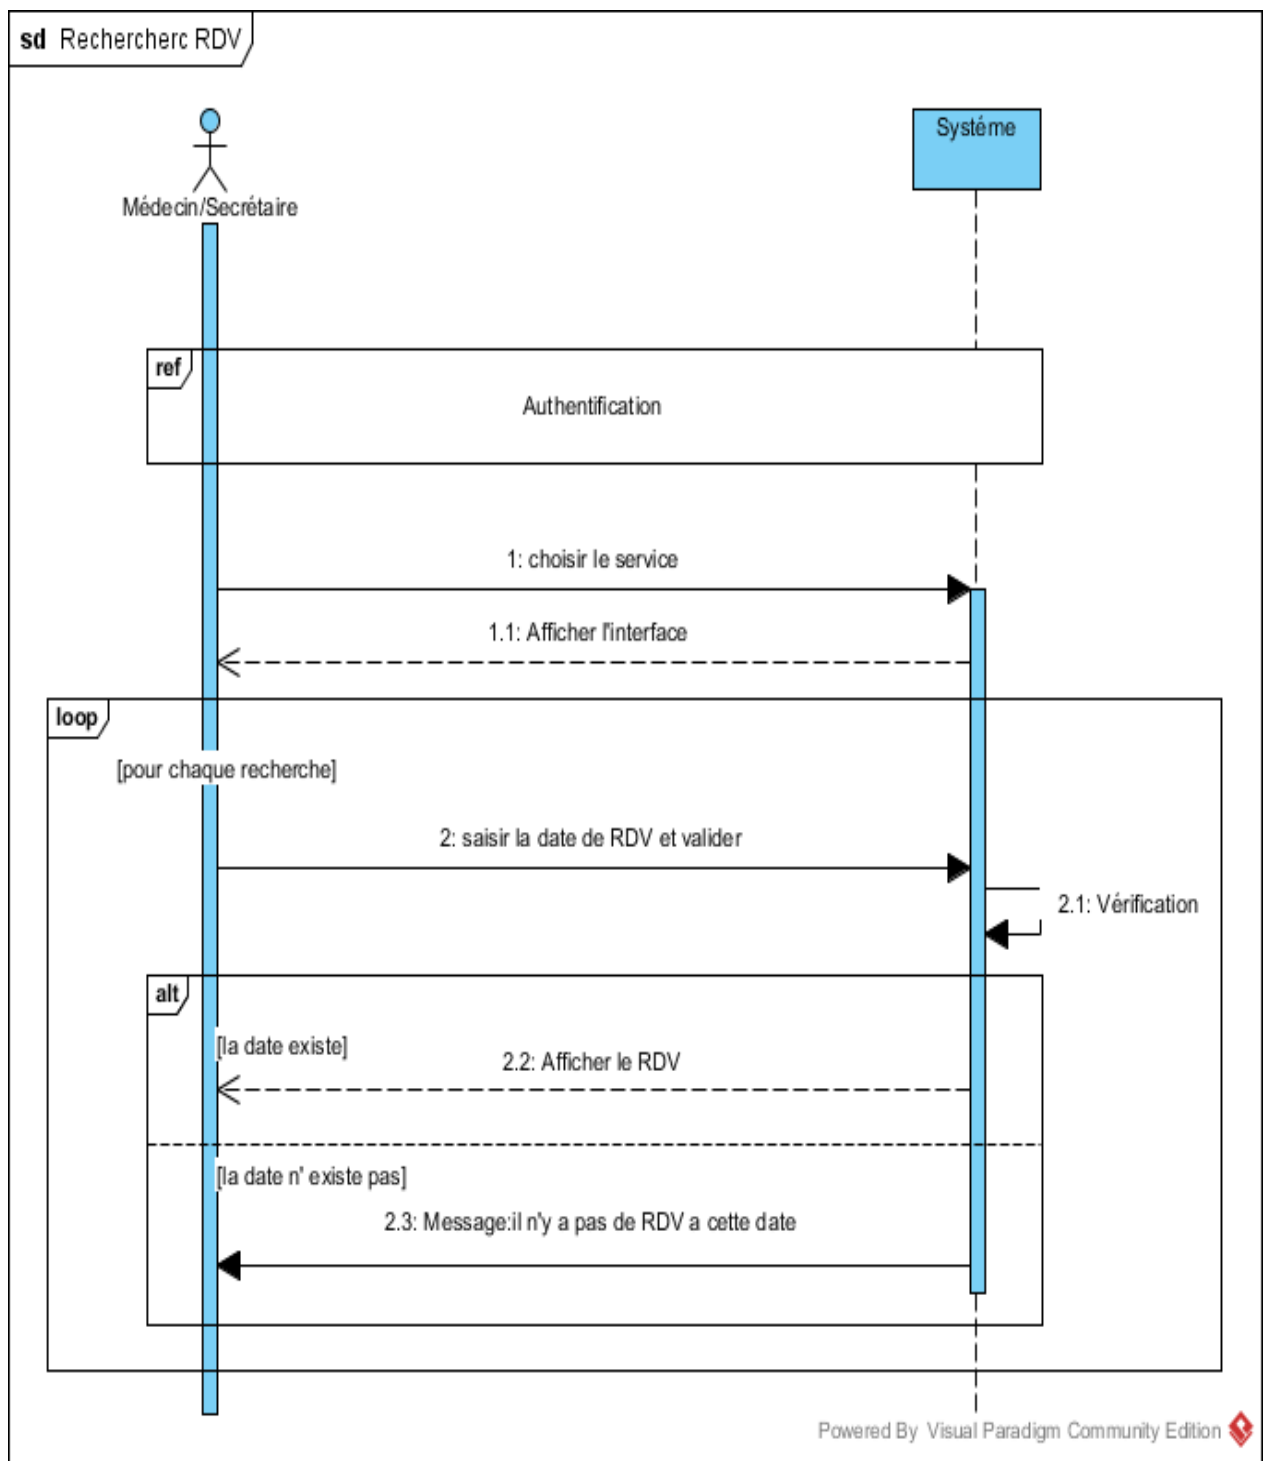 sd Rechercherc RDV
Systéme
Médecin/Secrétaire
ref
Authentification
1: choisir le service
1.1: Afficher l'interface
loop
[pour chaque recherche]
2: saisir la date de RDV et valider
2.1: Vérification
alt
[la date existe]
2.2: Afficher le RDV
[la date n' existe pas]
2.3: Message:il n'y a pas de RDV a cette date
Powered By Visual Paradigm Community Edition